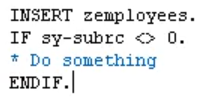 INSERT zemployees.
IF sy-subrc <> 0.
* Do something
ENDIF.